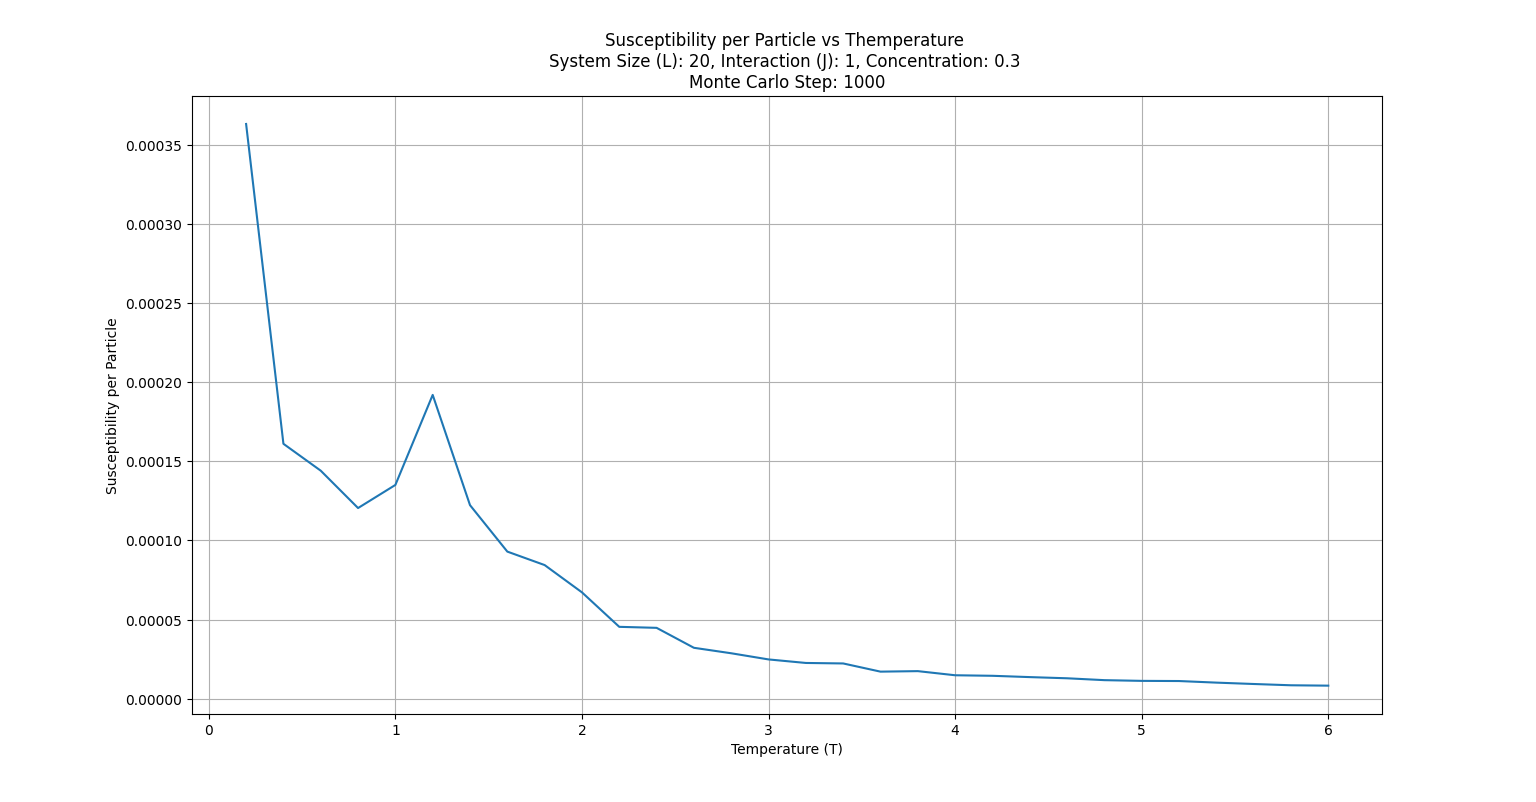 Susceptibility per Particle vs Themperature
System Size (L): 20, Interaction (J): 1, Concentration: 0.3
Monte Carlo Step: 1000
Susceptibility per Particle
0.00035
0.00030
0.00025
0.00020
0.00015
0.00010
0.00005
0.00000
0 1 2 3 4 5 6
Temperature (T)